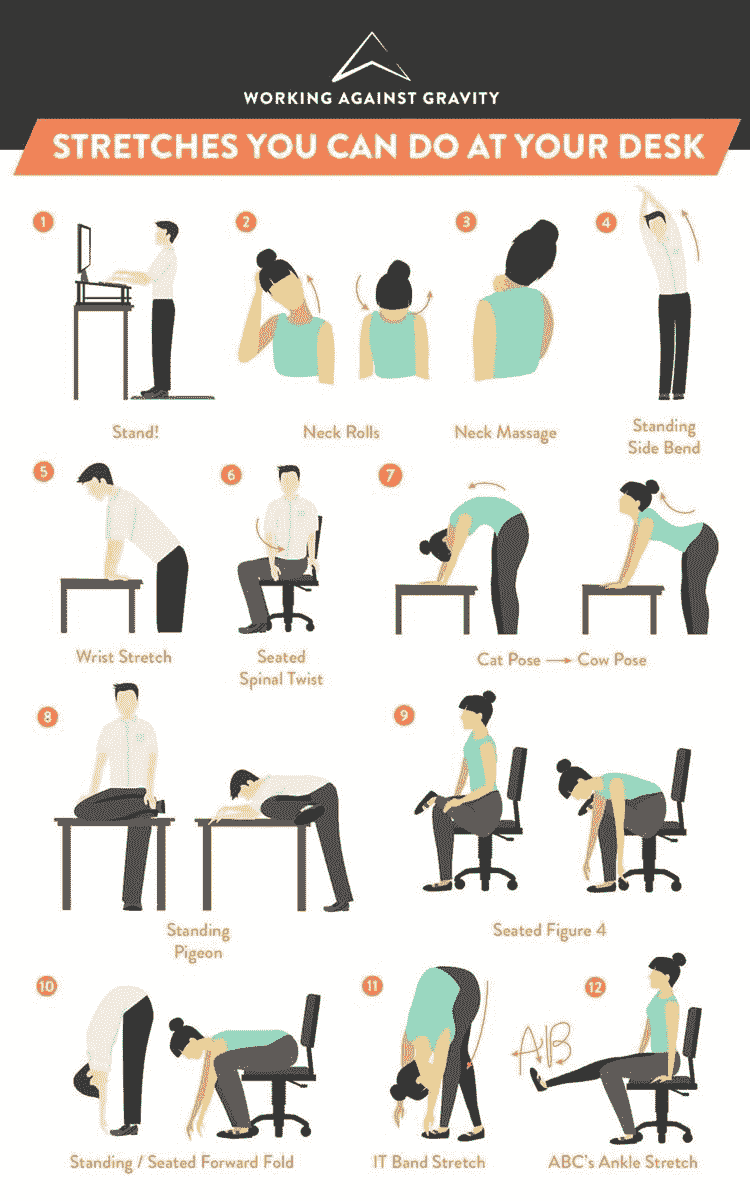 WORKING AGAINST GRAVITY
STRETCHES YOU CAN DO AT YOUR DESK
1
2
3
4
Stand!
Neck Rolls
Neck Massage
Standing
Side Bend
5
6
7
Wrist Stretch
Seated
Spinal Twist
Cat Pose → Cow Pose
8
9
Standing
Pigeon
Seated Figure 4
10
11
12
AB
Standing / Seated Forward Fold
IT Band Stretch
ABC's Ankle Stretch